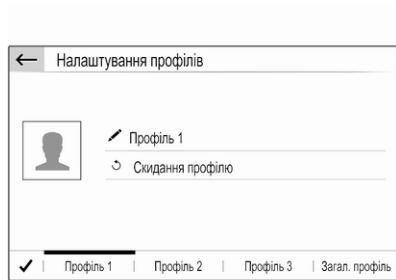 Налаштування профілів
Профіль 1
Скидання профілю
Профіль 1 | Профіль 2 | Профіль 3 | Загал. профіль